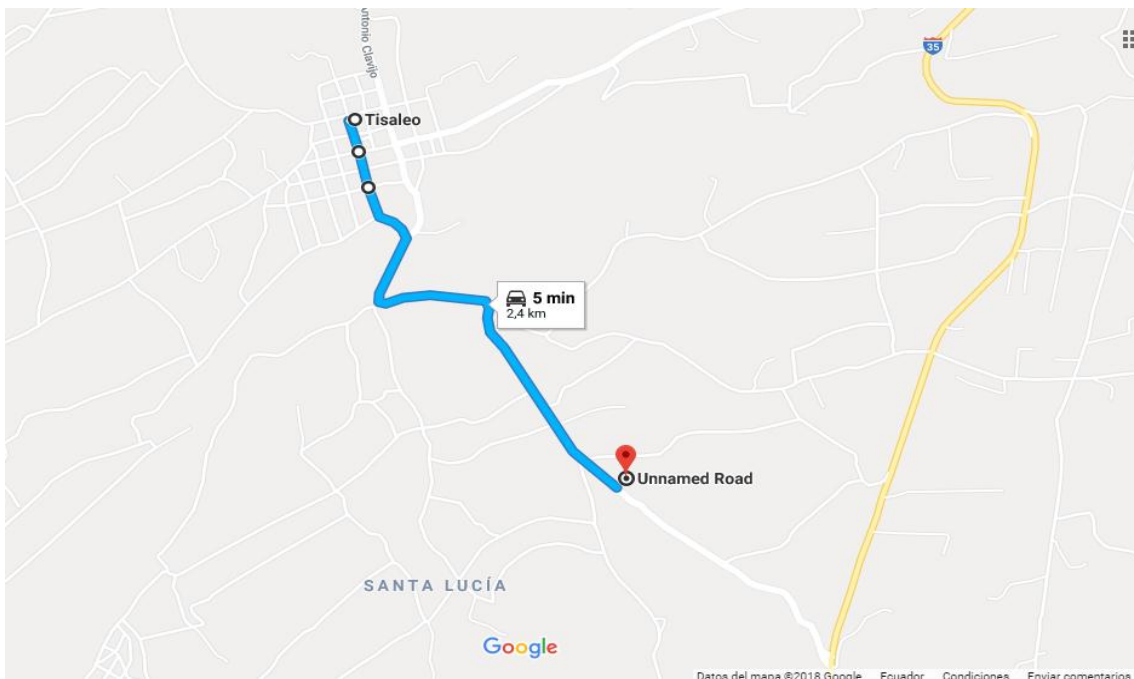 Antonio Clavijo
35
Tisaleo
5 min
2,4 km
Unnamed Road
SANTA LUCÍA
Google
Datos del mapa ©2018 Google Ecuador Condiciones Enviar comentarios